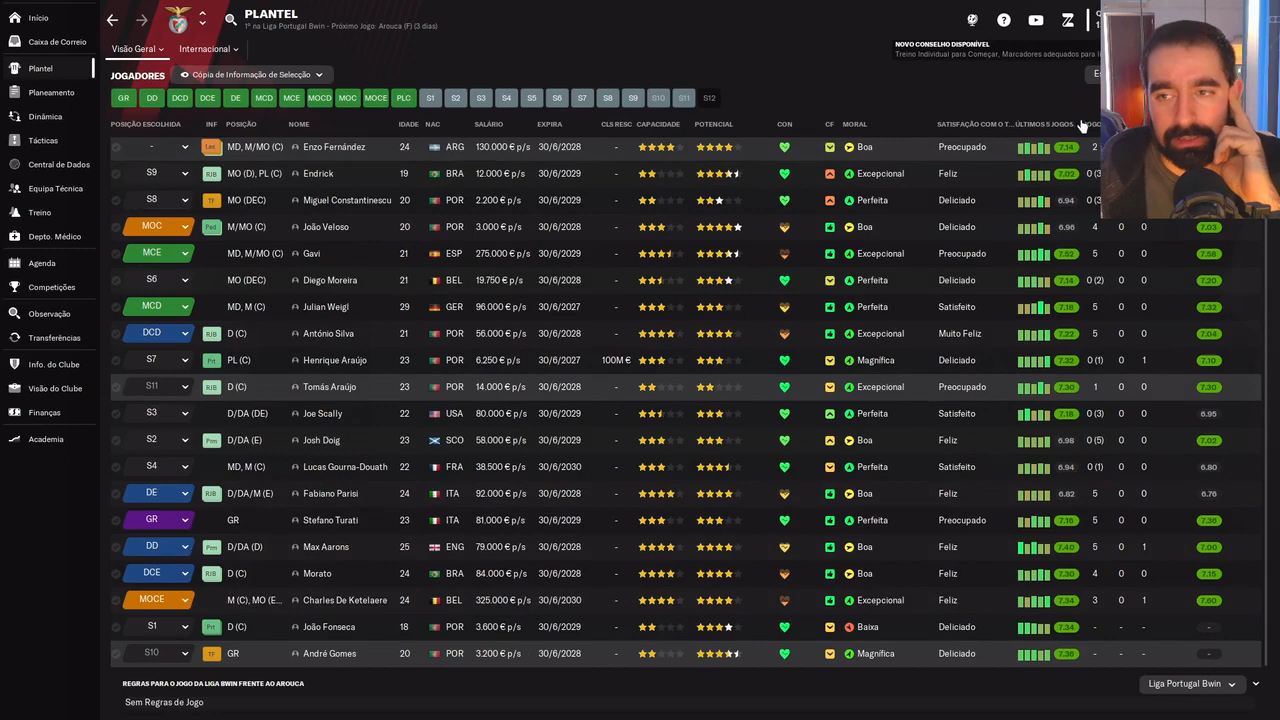 Início
Caixa de Correio
Plantel
Planeamento
Dinâmica
Tácticas
Central de Dados
Equipa Técnica
Treino
Depto. Médico
Agenda
Competições
Observação
Transferências
Info. do Clube
Visão do Clube
Finanças
Academia
PLANTEL
1º na Liga Portugal Bwin - Próximo Jogo: Arouca (F) (3 dias)
NOVO CONSELHO DISPONÍVEL
Treino Individual para Começar, Marcadores adequados para
Visão Geral Internacional
JOGADORES Cópia de Informação de Selecção
GR DD DCD DCE DE MCD MCE MOCD MOC MOCE PLC S1 S2 S3 S4 S5 S6 S7 S8 S9 S10 S11 S12
POSIÇÃO ESCOLHIDA INF POSIÇÃO NOME IDADE NAC SALÁRIO EXPIRA CLS RESC CAPACIDADE POTENCIAL CON CF MORAL SATISFAÇÃO COM O T... ÚLTIMOS 5 JOGOS
- Les MD, M/MO (C) Enzo Fernández 24 ARG 130.000 € p/s 30/6/2028 - Boa Preocupado 7.14 2
S9 RJB MO (D), PL (C) Endrick 19 BRA 12.000 € p/s 30/6/2029 - Excepcional Feliz 7.02 0 (3)
S8 TF MO (DEC) Miguel Constantinescu 20 POR 2.200 € p/s 30/6/2029 - Perfeita Deliciado 6.94 0 (3)
MOC Ped M/MO (C) João Veloso 20 POR 3.000 € p/s 30/6/2028 - Boa Deliciado 6.96 4 0 0 7.03
MCE MD, M/MO (C) Gavi 21 ESP 275.000 € p/s 30/6/2029 - Excepcional Preocupado 7.52 5 0 0 7.58
S6 MO (DEC) Diego Moreira 21 BEL 19.750 € p/s 30/6/2028 - Perfeita Deliciado 7.14 0 (2) 0 0 7.20
MCD MD, M (C) Julian Weigl 29 GER 96.000 € p/s 30/6/2027 - Perfeita Satisfeito 7.18 5 0 0 7.32
DCD RJB D (C) António Silva 21 POR 56.000 € p/s 30/6/2028 - Excepcional Muito Feliz 7.22 5 0 0 7.04
S7 Prt PL (C) Henrique Araújo 23 POR 6.250 € p/s 30/6/2027 100M € Magnífica Deliciado 7.32 0 (1) 0 1 7.10
S11 RJB D (C) Tomás Araújo 23 POR 14.000 € p/s 30/6/2028 - Excepcional Preocupado 7.30 1 0 0 7.30
S3 D/DA (DE) Joe Scally 22 USA 80.000 € p/s 30/6/2029 - Perfeita Satisfeito 7.18 0 (3) 0 0 6.95
S2 Prm D/DA (E) Josh Doig 23 SCO 58.000 € p/s 30/6/2029 - Boa Feliz 6.98 0 (5) 0 0 7.02
S4 MD, M (C) Lucas Gourna-Douath 22 FRA 38.500 € p/s 30/6/2030 - Perfeita Satisfeito 6.94 0 (1) 0 0 6.80
DE RJB D/DA/M (E) Fabiano Parisi 24 ITA 92.000 € p/s 30/6/2029 - Boa Feliz 6.82 5 0 0 6.76
GR GR Stefano Turati 23 ITA 81.000 € p/s 30/6/2029 - Perfeita Preocupado 7.16 5 0 0 7.36
DD Prm D/DA (D) Max Aarons 25 ENG 79.000 € p/s 30/6/2029 - Boa Feliz 7.40 5 0 1 7.00
DCE RJB D (C) Morato 24 BRA 84.000 € p/s 30/6/2029 - Boa Feliz 7.30 4 0 0 7.15
MOCE M (C), MO (E... Charles De Ketelaere 24 BEL 325.000 € p/s 30/6/2030 - Excepcional Feliz 7.34 3 0 1 7.60
S1 Prt D (C) João Fonseca 18 POR 3.600 € p/s 30/6/2029 - Baixa Deliciado 7.34 - - - -
S10 TF GR André Gomes 20 POR 3.200 € p/s 30/6/2028 - Magnífica Deliciado 7.36 - - - -
REGRAS PARA O JOGO DA LIGA BWIN FRENTE AO AROUCA Liga Portugal Bwin
Sem Regras de Jogo